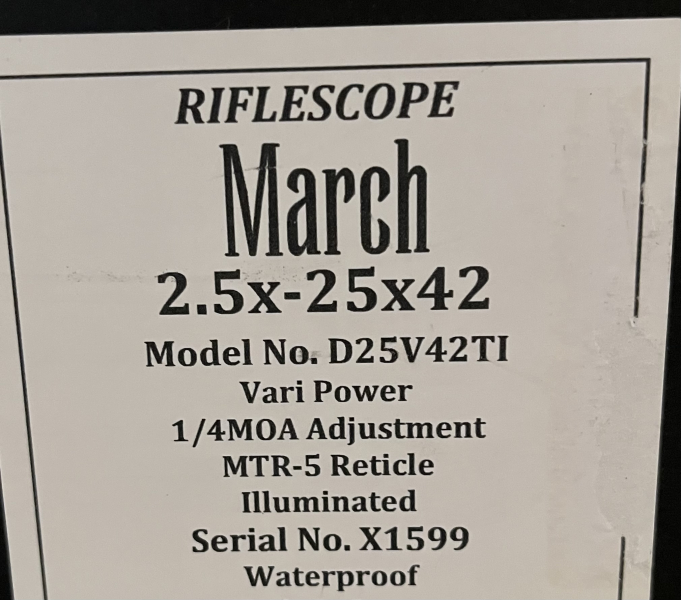 RIFLESCOPE
March
2.5x-25x42
Model No. D25V42TI
Vari Power
1/4MOA Adjustment
MTR-5 Reticle
Illuminated
Serial No. X1599
Waterproof